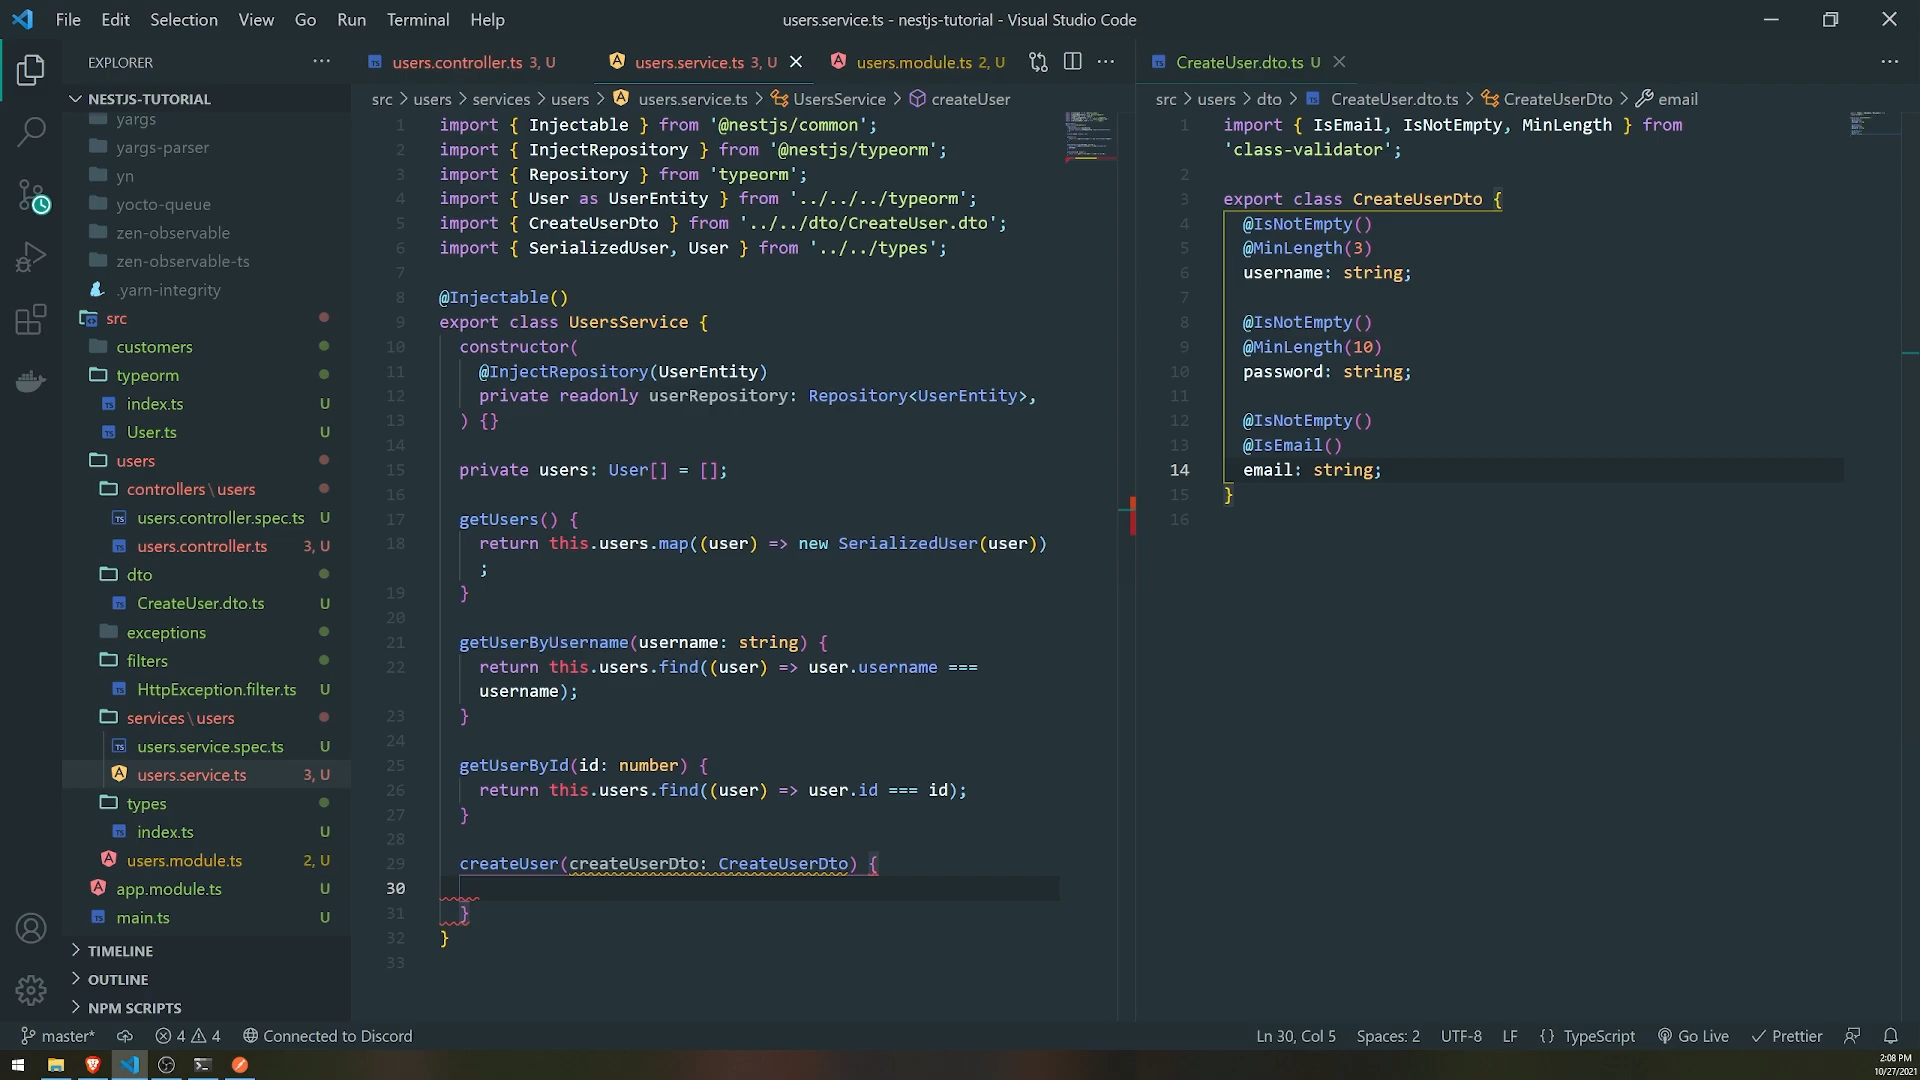 File Edit Selection View Go Run Terminal Help
users.service.ts - nestjs-tutorial - Visual Studio Code
EXPLORER
NESTJS-TUTORIAL
yargs
yargs-parser
yn
yocto-queue
zen-observable
zen-observable-ts
.yarn-integrity
src
customers
typeorm
index.ts U
User.ts U
users
controllers\users
users.controller.spec.ts U
users.controller.ts 3, U
dto
CreateUser.dto.ts U
exceptions
filters
HttpException.filter.ts U
services\users
users.service.spec.ts U
users.service.ts 3, U
types
index.ts U
users.module.ts 2, U
app.module.ts U
main.ts U
TIMELINE
OUTLINE
NPM SCRIPTS
users.controller.ts 3, U
users.service.ts 3, U
users.module.ts 2, U
src > users > services > users > users.service.ts > UsersService > createUser
1 import { Injectable } from '@nestjs/common';
2 import { InjectRepository } from '@nestjs/typeorm';
3 import { Repository } from 'typeorm';
4 import { User as UserEntity } from '../../../typeorm';
5 import { CreateUserDto } from '../../dto/CreateUser.dto';
6 import { SerializedUser, User } from '../../types';
7
8 @Injectable()
9 export class UsersService {
10 constructor(
11 @InjectRepository(UserEntity)
12 private readonly userRepository: Repository<UserEntity>,
13 ) {}
14
15 private users: User[] = [];
16
17 getUsers() {
18 return this.users.map((user) => new SerializedUser(user))
;
19 }
20
21 getUserByUsername(username: string) {
22 return this.users.find((user) => user.username ===
username);
23 }
24
25 getUserById(id: number) {
26 return this.users.find((user) => user.id === id);
27 }
28
29 createUser(createUserDto: CreateUserDto) {
30
31 }
32 }
33
CreateUser.dto.ts U
src > users > dto > CreateUser.dto.ts > CreateUserDto > email
1 import { IsEmail, IsNotEmpty, MinLength } from
'class-validator';
2
3 export class CreateUserDto {
4 @IsNotEmpty()
5 @MinLength(3)
6 username: string;
7
8 @IsNotEmpty()
9 @MinLength(10)
10 password: string;
11
12 @IsNotEmpty()
13 @IsEmail()
14 email: string;
15 }
16
master* 4 4 Connected to Discord
Ln 30, Col 5 Spaces: 2 UTF-8 LF {} TypeScript Go Live Prettier
2:08 PM
10/27/2021